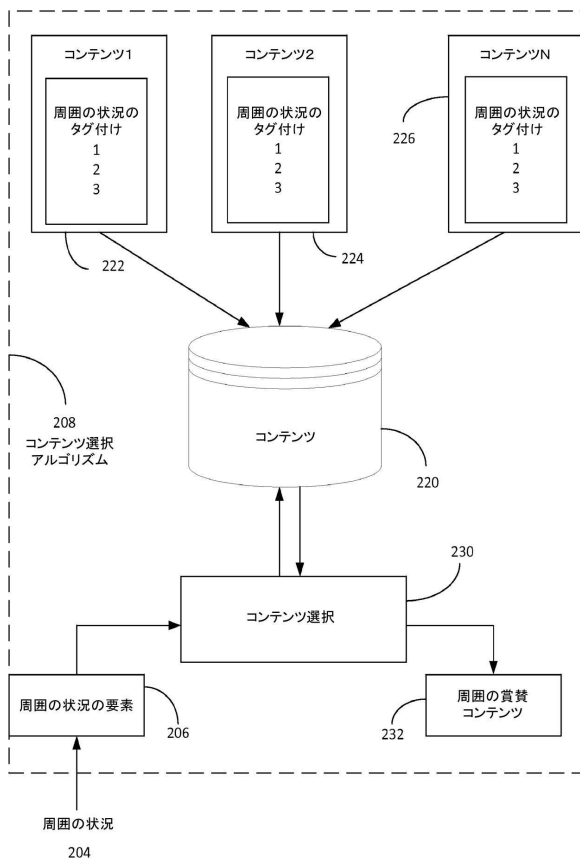 コンテンツ1
周囲の状況の
タグ付け
1
2
3
222
コンテンツ2
周囲の状況の
タグ付け
1
2
3
224
コンテンツN
周囲の状況の
タグ付け
1
2
3
226
208
コンテンツ選択
アルゴリズム
コンテンツ
220
230
コンテンツ選択
周囲の状況の要素
206
周囲の賞賛
コンテンツ
232
周囲の状況
204